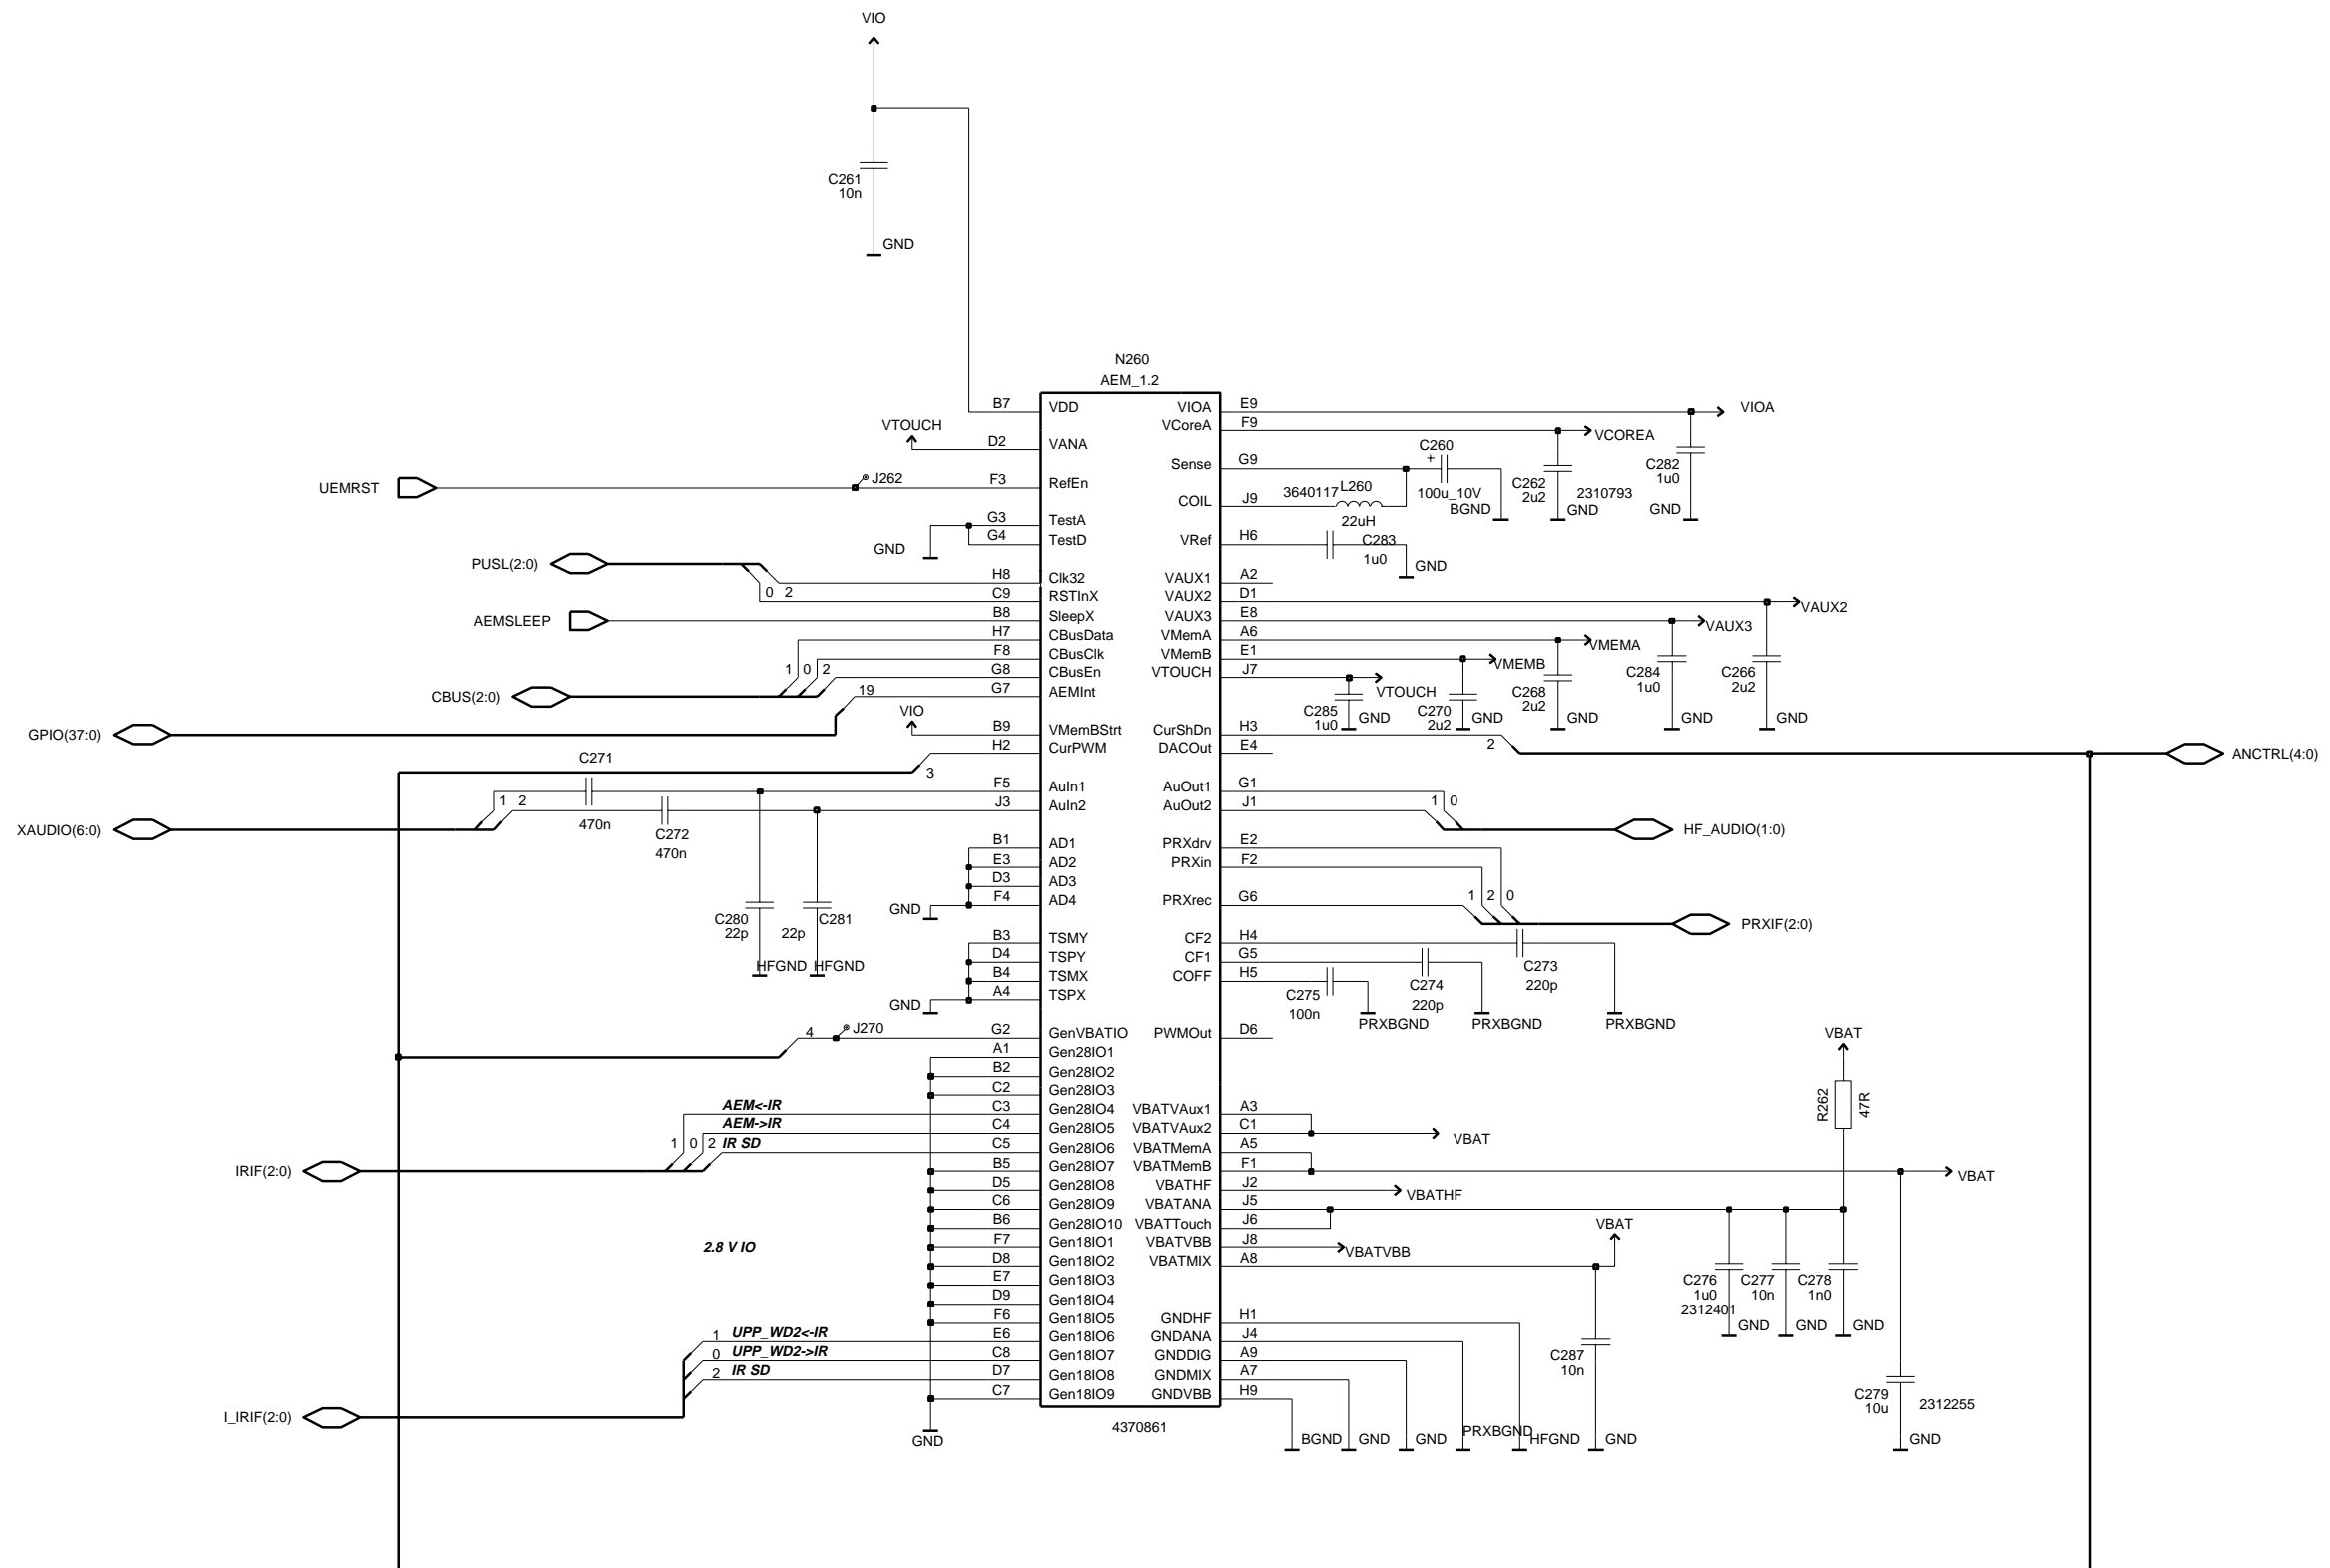 VIO
C261
10n
GND
N260
AEM_1.2
B7 VDD
VTOUCH
D2 VANA
UEMRST J262 F3 RefEn
G3 TestA
GND G4 TestD
PUSL(2:0) H8 Clk32
0 2 C9 RSTInX
AEMSLEEP B8 SleepX
H7 CBusData
1 0 2 F8 CBusClk
G8 CBusEn
CBUS(2:0) 19 G7 AEMInt
GPIO(37:0) VIO B9 VMemBStrt
3 H2 CurPWM
C271
470n
1 2 F5 AuIn1
J3 AuIn2
XAUDIO(6:0)
C272
470n
B1 AD1
E3 AD2
D3 AD3
GND F4 AD4
C280
22p
22p
C281
HFGND HFGND
B3 TSMY
D4 TSPY
B4 TSMX
GND A4 TSPX
4 J270 G2 GenVBATIO
A1 Gen28IO1
B2 Gen28IO2
C2 Gen28IO3
AEM<-IR C3 Gen28IO4
AEM->IR C4 Gen28IO5
1 0 2 IR SD C5 Gen28IO6
IRIF(2:0) B5 Gen28IO7
D5 Gen28IO8
C6 Gen28IO9
B6 Gen28IO10
2.8 V IO F7 Gen18IO1
D8 Gen18IO2
E7 Gen18IO3
D9 Gen18IO4
F6 Gen18IO5
1 UPP_WD2<-IR E6 Gen18IO6
0 UPP_WD2->IR C8 Gen18IO7
2 IR SD D7 Gen18IO8
C7 Gen18IO9
I_IRIF(2:0)
GND
4370861
VIOA E9 VIOA
VCoreA F9 VCOREA
Sense G9
C260
+
100u_10V
BGND
COIL J9 3640117 L260
22uH
C262
2u2
2310793
GND
C282
1u0
GND
VRef H6 C283
1u0
GND
VAUX1 A2
VAUX2 D1 VAUX2
VAUX3 E8 VAUX3
VMemA A6 VMEMA
VMemB E1 VMEMB
VTOUCH J7 VTOUCH
C285
1u0
GND
C270
2u2
GND
C268
2u2
GND
C284
1u0
GND
C266
2u2
GND
CurShDn H3 2
DACOut E4 ANCTRL(4:0)
AuOut1 G1 1 0
AuOut2 J1
HF_AUDIO(1:0)
PRXdrv E2
PRXin F2
PRXrec G6 1 2 0
PRXIF(2:0)
CF2 H4
CF1 G5
COFF H5
C275
100n
PRXBGND
C274
220p
PRXBGND
C273
220p
PRXBGND
PWMOut D6
VBAT
R262
47R
VBATVAux1 A3
VBATVAux2 C1 VBAT
VBATMemA A5
VBATMemB F1 VBAT
VBATHF J2 VBATHF
VBATANA J5
VBATTouch J6
VBATVBB J8 VBATVBB
VBATMIX A8 VBAT
C276
1u0
2312401
GND
C277
10n
GND
C278
1n0
GND
GNDHF H1
GNDANA J4
GNDDIG A9
GNDMIX A7
GNDVBB H9
C287
10n
C279
10u
2312255
BGND GND GND PRXBGND HFGND GND GND